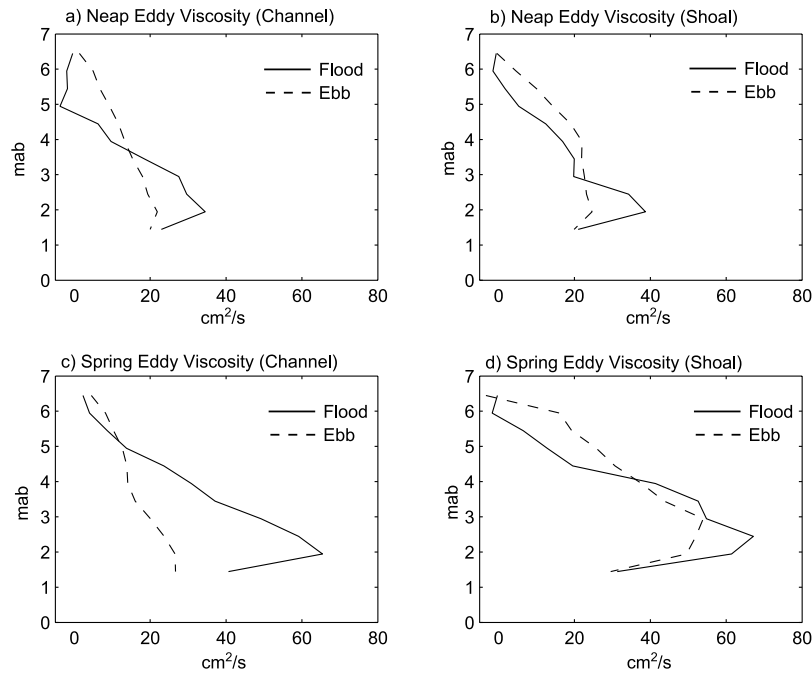 a) Neap Eddy Viscosity (Channel)
7
6
5
4
3
2
1
0
mab
Flood
Ebb
0 20 40 60 80
cm²/s
b) Neap Eddy Viscosity (Shoal)
7
6
5
4
3
2
1
0
mab
Flood
Ebb
0 20 40 60 80
cm²/s
c) Spring Eddy Viscosity (Channel)
7
6
5
4
3
2
1
0
mab
Flood
Ebb
0 20 40 60 80
cm²/s
d) Spring Eddy Viscosity (Shoal)
7
6
5
4
3
2
1
0
mab
Flood
Ebb
0 20 40 60 80
cm²/s